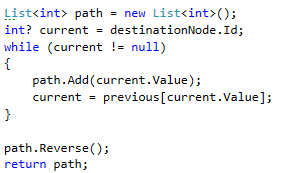 List<int> path = new List<int>();
int? current = destinationNode.Id;
while (current != null)
{
    path.Add(current.Value);
    current = previous[current.Value];
}

path.Reverse();
return path;